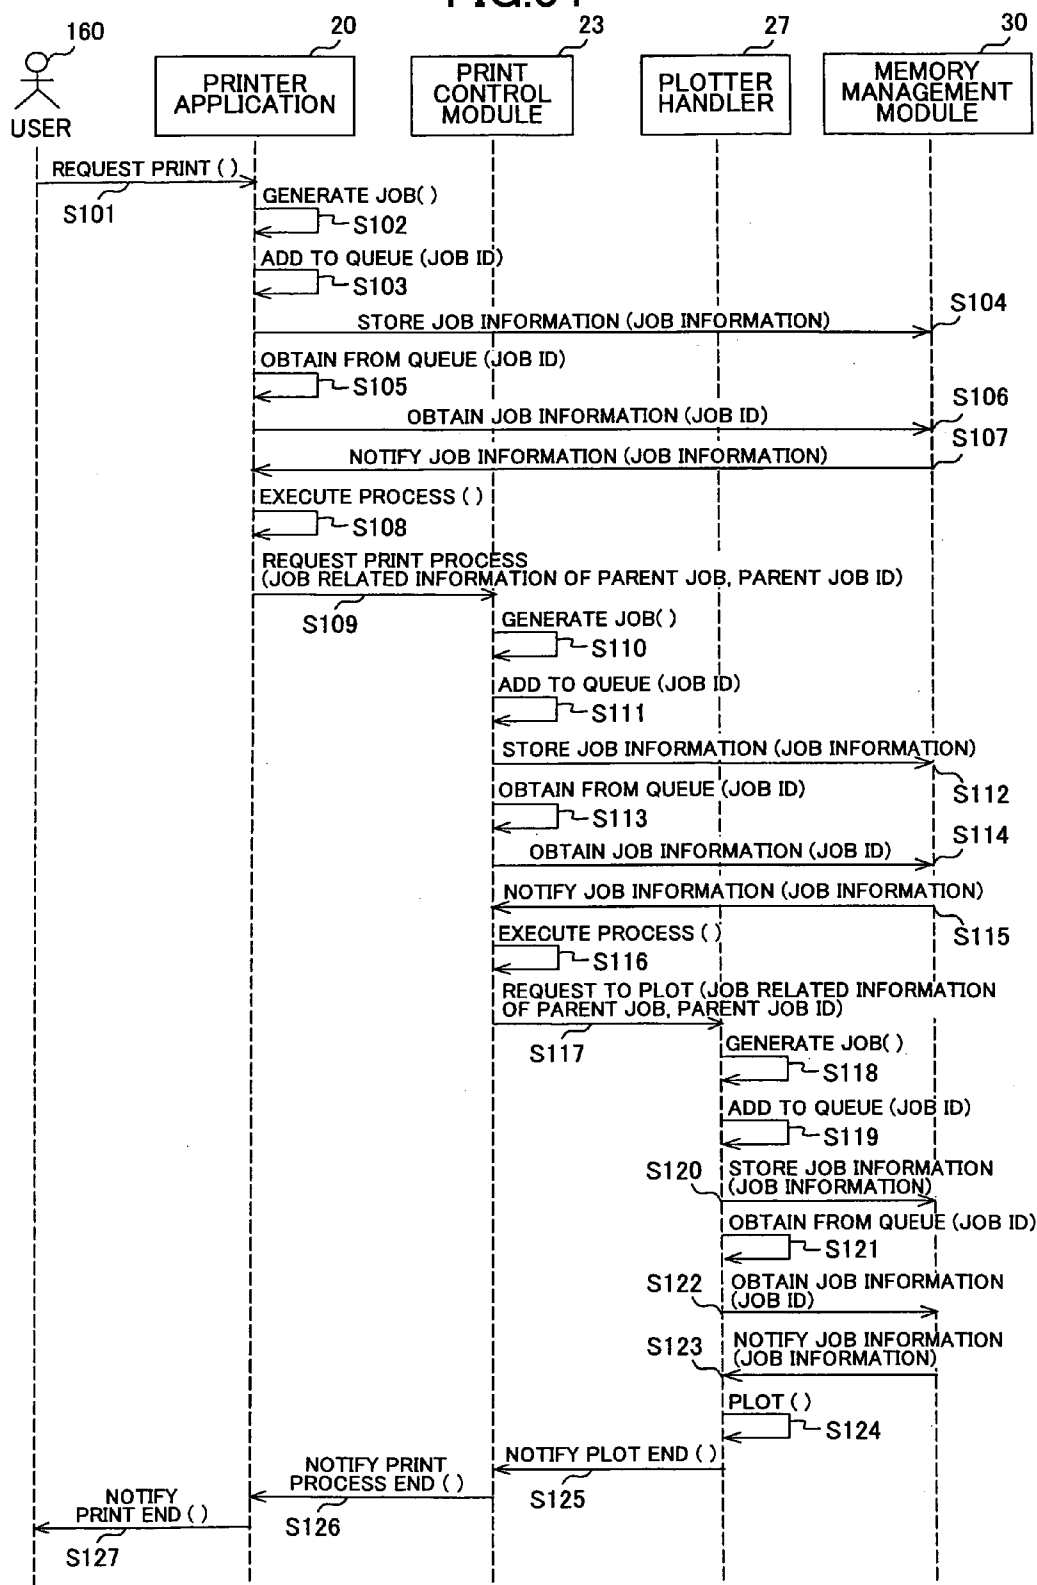 160
20
23
27
30
USER
PRINTER
APPLICATION
PRINT
CONTROL
MODULE
PLOTTER
HANDLER
MEMORY
MANAGEMENT
MODULE
REQUEST PRINT ( )
S101
GENERATE JOB( )
S102
ADD TO QUEUE (JOB ID)
S103
STORE JOB INFORMATION (JOB INFORMATION)
S104
OBTAIN FROM QUEUE (JOB ID)
S105
OBTAIN JOB INFORMATION (JOB ID)
S106
NOTIFY JOB INFORMATION (JOB INFORMATION)
S107
EXECUTE PROCESS ( )
S108
REQUEST PRINT PROCESS
(JOB RELATED INFORMATION OF PARENT JOB, PARENT JOB ID)
S109
GENERATE JOB( )
S110
ADD TO QUEUE (JOB ID)
S111
STORE JOB INFORMATION (JOB INFORMATION)
S112
OBTAIN FROM QUEUE (JOB ID)
S113
OBTAIN JOB INFORMATION (JOB ID)
S114
NOTIFY JOB INFORMATION (JOB INFORMATION)
S115
EXECUTE PROCESS ( )
S116
REQUEST TO PLOT (JOB RELATED INFORMATION
OF PARENT JOB, PARENT JOB ID)
S117
GENERATE JOB( )
S118
ADD TO QUEUE (JOB ID)
S119
S120
STORE JOB INFORMATION
(JOB INFORMATION)
OBTAIN FROM QUEUE (JOB ID)
S121
S122
OBTAIN JOB INFORMATION
(JOB ID)
S123
NOTIFY JOB INFORMATION
(JOB INFORMATION)
PLOT ( )
S124
NOTIFY PLOT END ( )
S125
NOTIFY PRINT
PROCESS END ( )
S126
NOTIFY
PRINT END ( )
S127